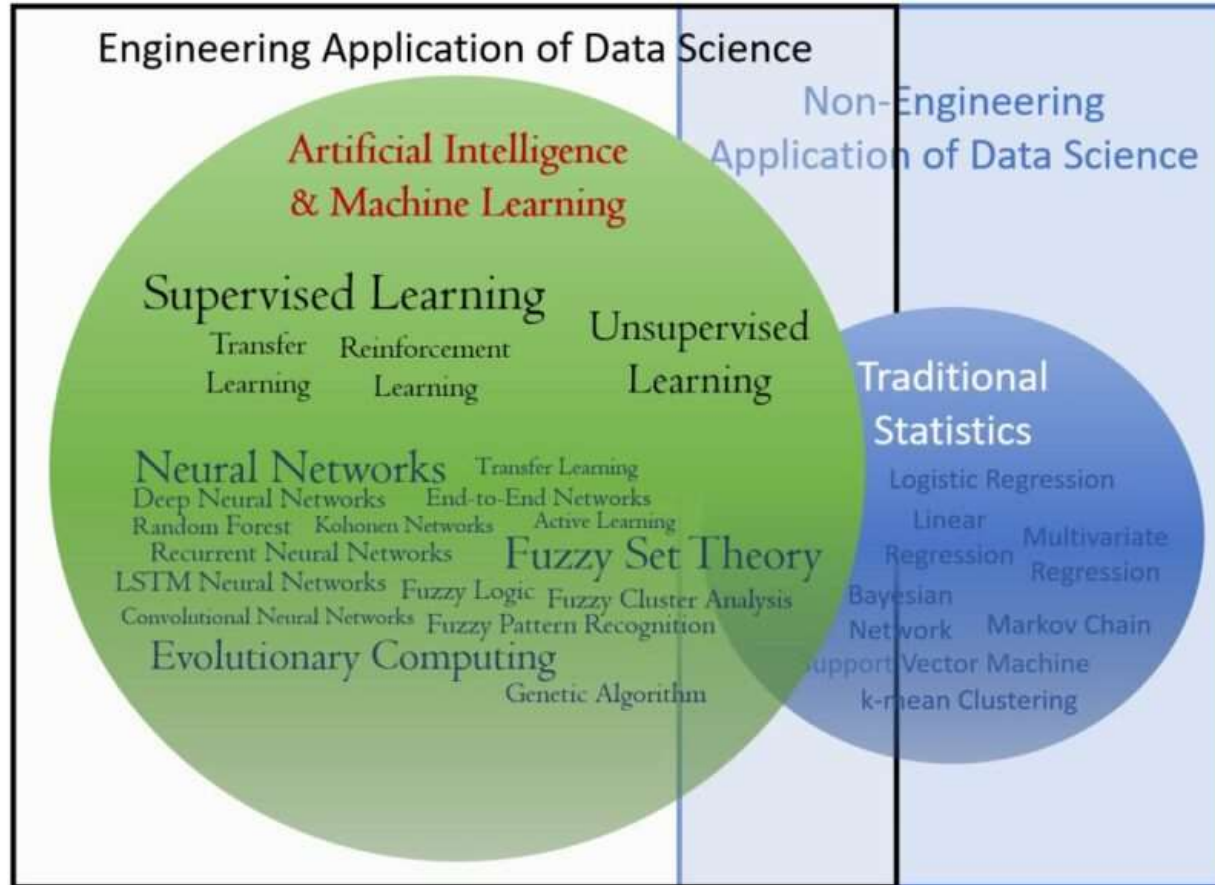 Engineering Application of Data Science
Non-Engineering
Application of Data Science
Artificial Intelligence
& Machine Learning
Supervised Learning
Transfer
Learning
Reinforcement
Learning
Unsupervised
Learning
Neural Networks
Transfer Learning
Deep Neural Networks
End-to-End Networks
Random Forest
Kohonen Networks
Active Learning
Recurrent Neural Networks
Fuzzy Set Theory
LSTM Neural Networks
Fuzzy Logic
Fuzzy Cluster Analysis
Convolutional Neural Networks
Fuzzy Pattern Recognition
Evolutionary Computing
Genetic Algorithm
Traditional
Statistics
Logistic Regression
Linear
Regression
Multivariate
Regression
Bayesian
Network
Markov Chain
Support Vector Machine
k-mean Clustering